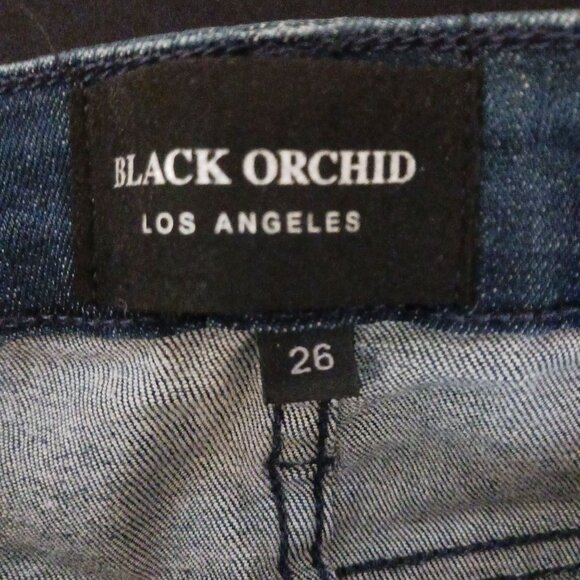 BLACK ORCHID
LOS ANGELES
26